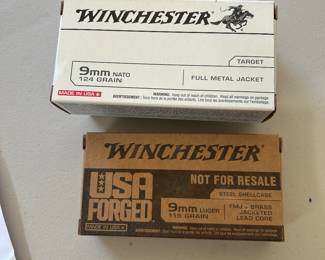 WINCHESTER
TARGET
9mm NATO
124 GRAIN
FULL METAL JACKET
MADE IN USA
WINCHESTER
USA
FORGED
NOT FOR RESALE
STEEL SHELLCASE
9mm LUGER
115 GRAIN
FMJ - BRASS
JACKETED
LEAD CORE
MADE IN USA